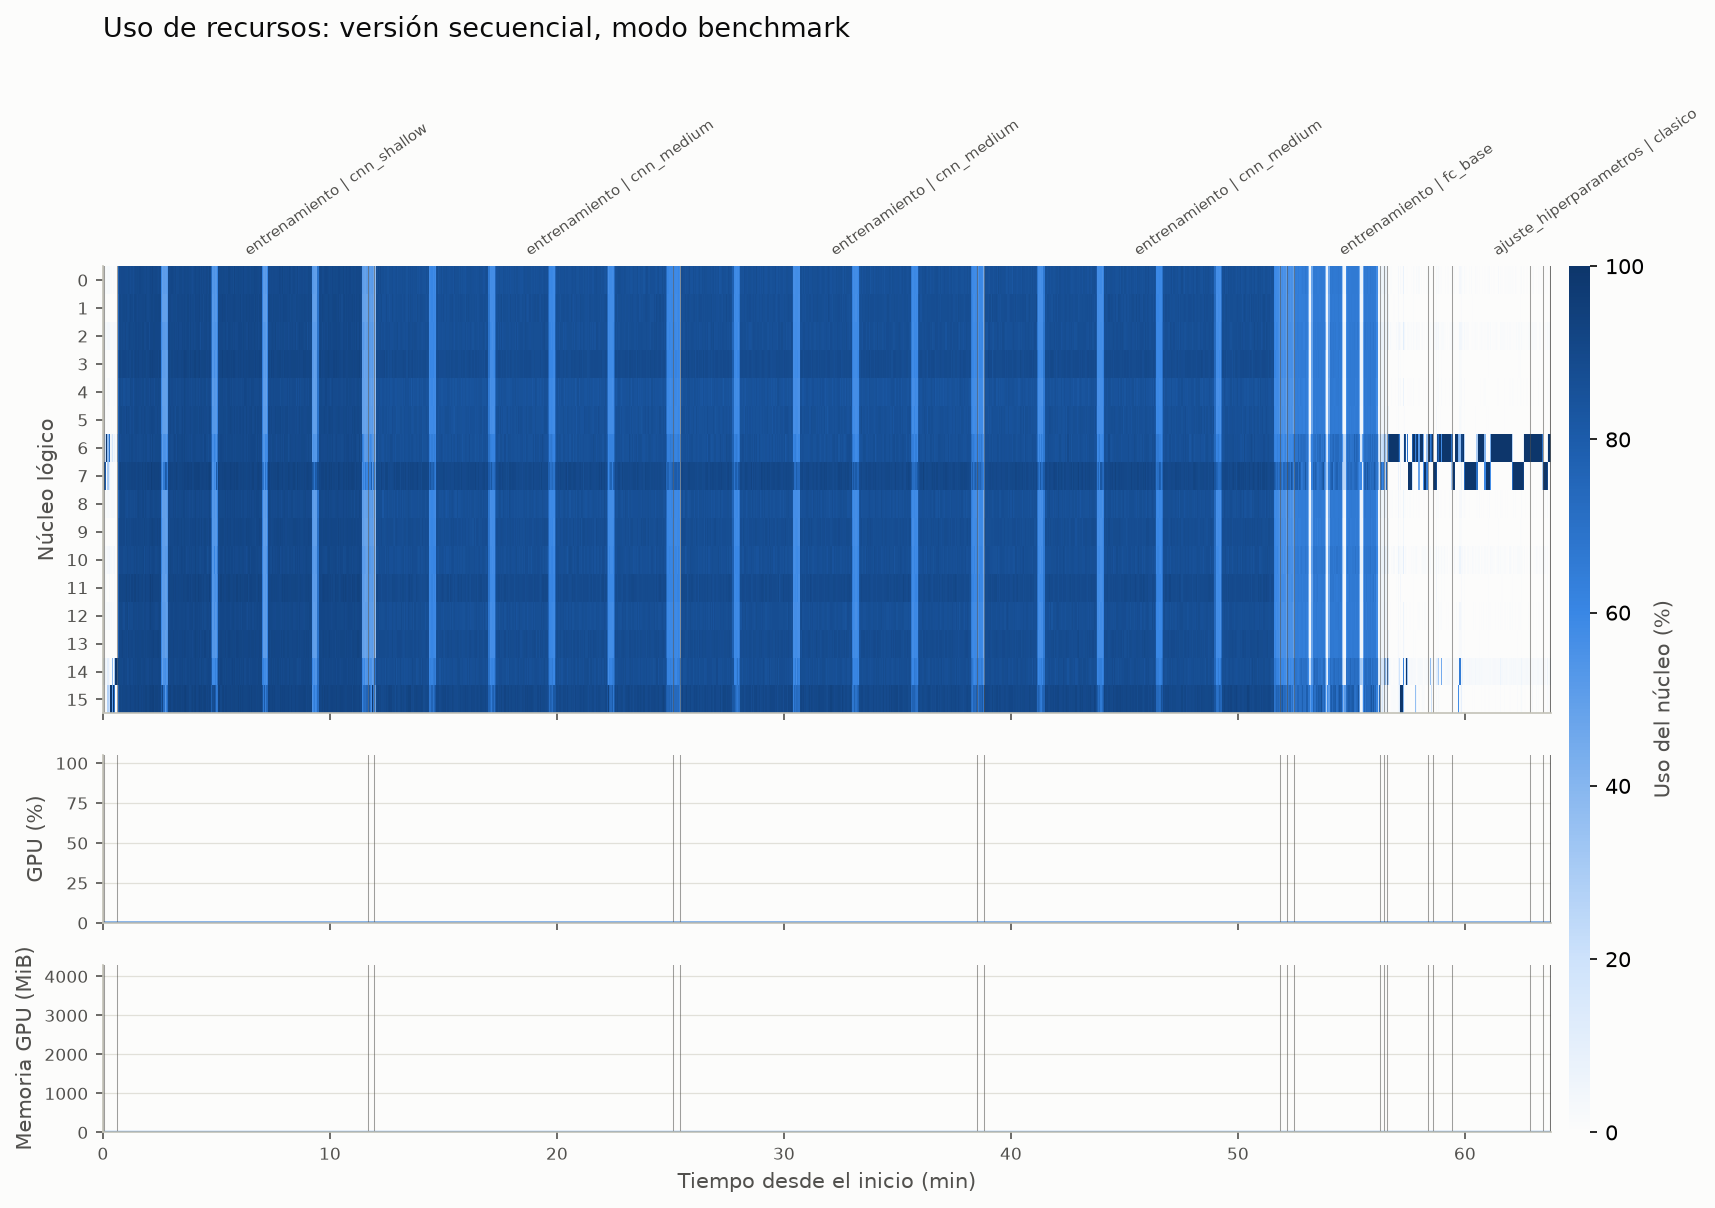 Uso de recursos: versión secuencial, modo benchmark
entrenamiento | cnn_shallow
entrenamiento | cnn_medium
entrenamiento | cnn_medium
entrenamiento | cnn_medium
entrenamiento | fc_base
ajuste_hiperparametros | clasico
Núcleo lógico
0
1
2
3
4
5
6
7
8
9
10
11
12
13
14
15
100
80
60
40
20
0
Uso del núcleo (%)
GPU (%)
100
75
50
25
0
Memoria GPU (MiB)
4000
3000
2000
1000
0
0 10 20 30 40 50 60
Tiempo desde el inicio (min)